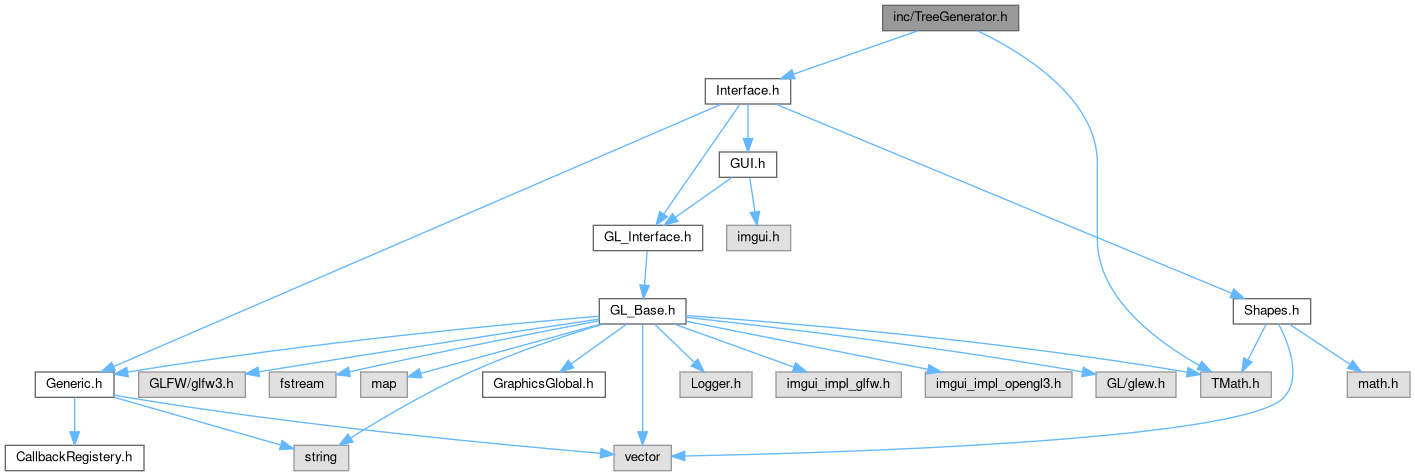 inc/TreeGenerator.h
Interface.h
GUI.h
GL_Interface.h
imgui.h
GL_Base.h
Shapes.h
Generic.h
GLFW/glfw3.h
fstream
map
GraphicsGlobal.h
Logger.h
imgui_impl_glfw.h
imgui_impl_opengl3.h
GL/glew.h
TMath.h
math.h
CallbackRegistery.h
string
vector